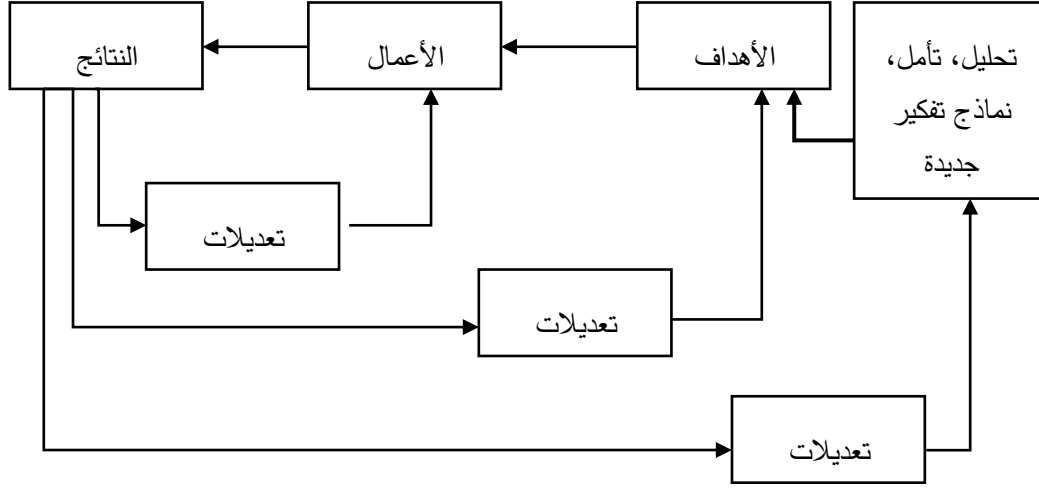 تحليل، تأمل،
نماذج تفكير
جديدة
الأهداف
الأعمال
النتائج
تعديلات
تعديلات
تعديلات